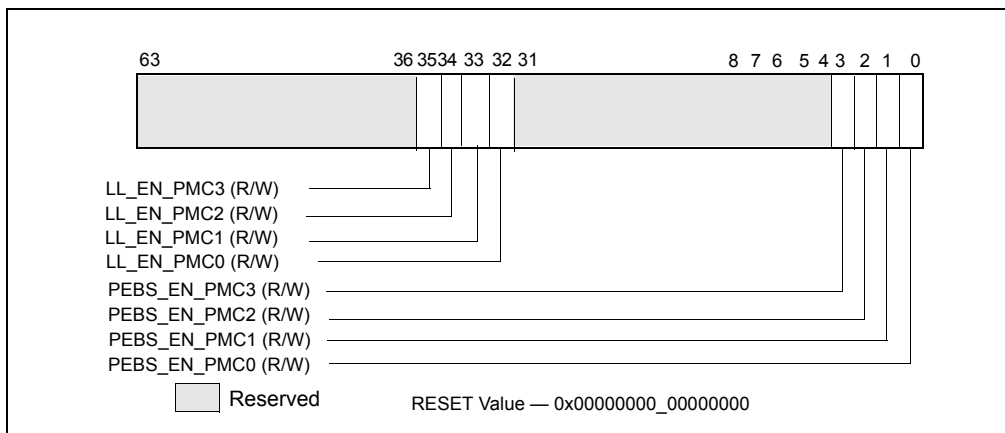 63 36 35 34 33 32 31 8 7 6 5 4 3 2 1 0
LL_EN_PMC3 (R/W)
LL_EN_PMC2 (R/W)
LL_EN_PMC1 (R/W)
LL_EN_PMC0 (R/W)
PEBS_EN_PMC3 (R/W)
PEBS_EN_PMC2 (R/W)
PEBS_EN_PMC1 (R/W)
PEBS_EN_PMC0 (R/W)
Reserved RESET Value — 0x00000000_00000000